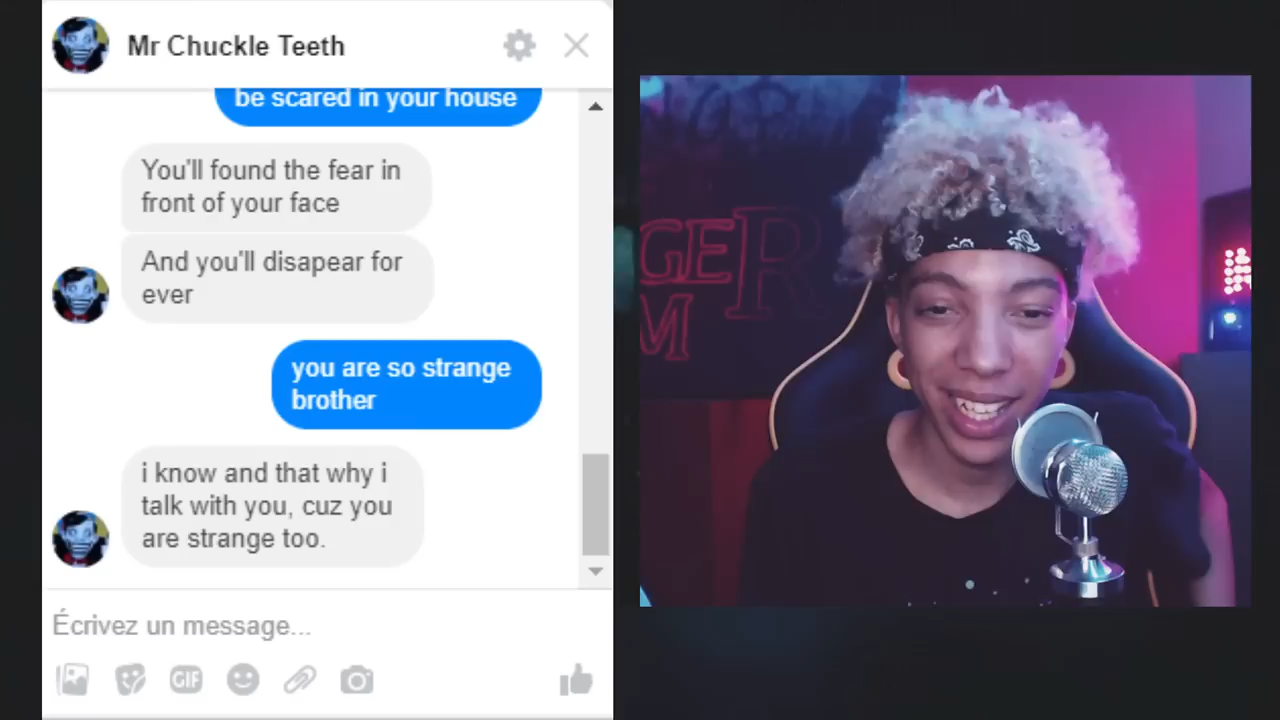 Mr Chuckle Teeth
be scared in your house
You'll found the fear in
front of your face
And you'll disapear for
ever
you are so strange
brother
i know and that why i
talk with you, cuz you
are strange too.
Écrivez un message...
GIF
GE
R
M